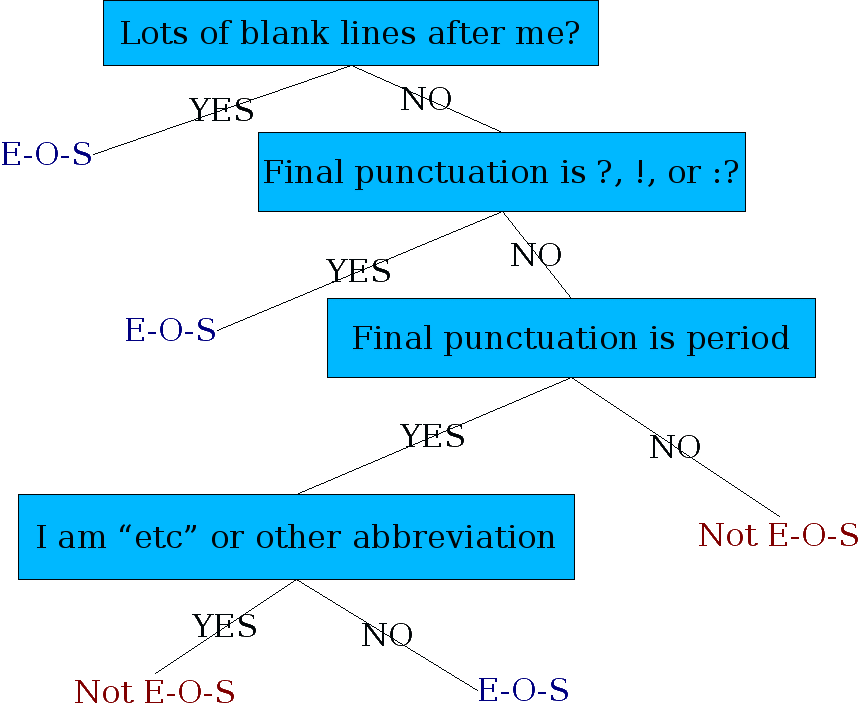 Lots of blank lines after me?
YES
NO
E-O-S
Final punctuation is ?, !, or :?
YES
NO
E-O-S
Final punctuation is period
YES
NO
I am “etc” or other abbreviation
Not E-O-S
YES
NO
Not E-O-S
E-O-S